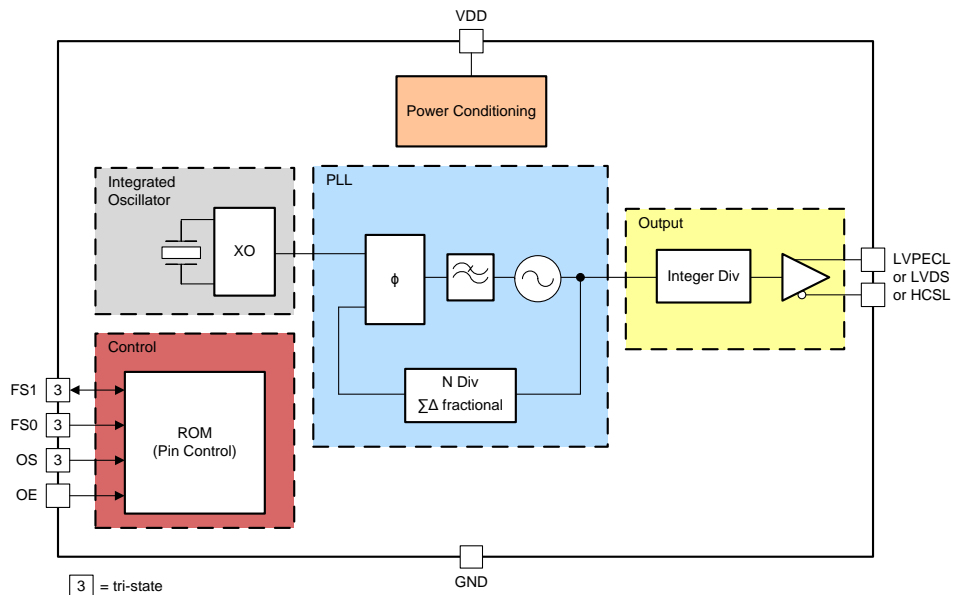 VDD
Power Conditioning
Integrated
Oscillator
XO
PLL
ϕ
N Div
∑Δ fractional
Output
Integer Div
LVPECL
or LVDS
or HCSL
Control
ROM
(Pin Control)
FS1 3
FS0 3
OS 3
OE
GND
3 = tri-state